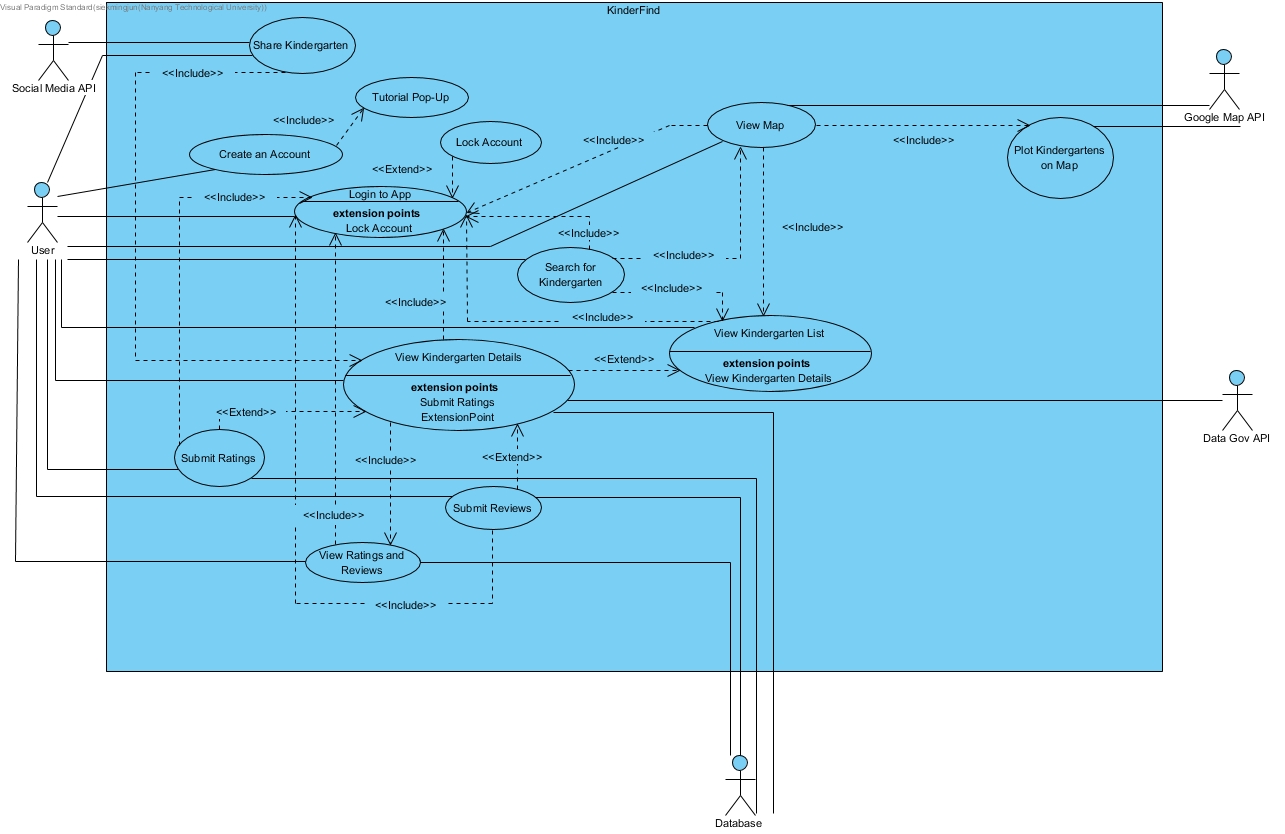 Visual Paradigm Standard(siekmingjun(Nanyang Technological University))
KinderFind
Share Kindergarten
<<Include>>
Social Media API
Tutorial Pop-Up
<<Include>>
Google Map API
View Map
Lock Account
<<Include>>
<<Include>>
Plot Kindergartens
on Map
Create an Account
<<Extend>>
<<Include>>
Login to App
extension points
Lock Account
User
<<Include>>
<<Include>>
<<Include>>
Search for
Kindergarten
<<Include>>
<<Include>>
<<Include>>
View Kindergarten List
extension points
View Kindergarten Details
View Kindergarten Details
extension points
Submit Ratings
ExtensionPoint
<<Extend>>
<<Extend>>
Data Gov API
Submit Ratings
<<Include>>
<<Extend>>
Submit Reviews
<<Include>>
View Ratings and
Reviews
<<Include>>
Database